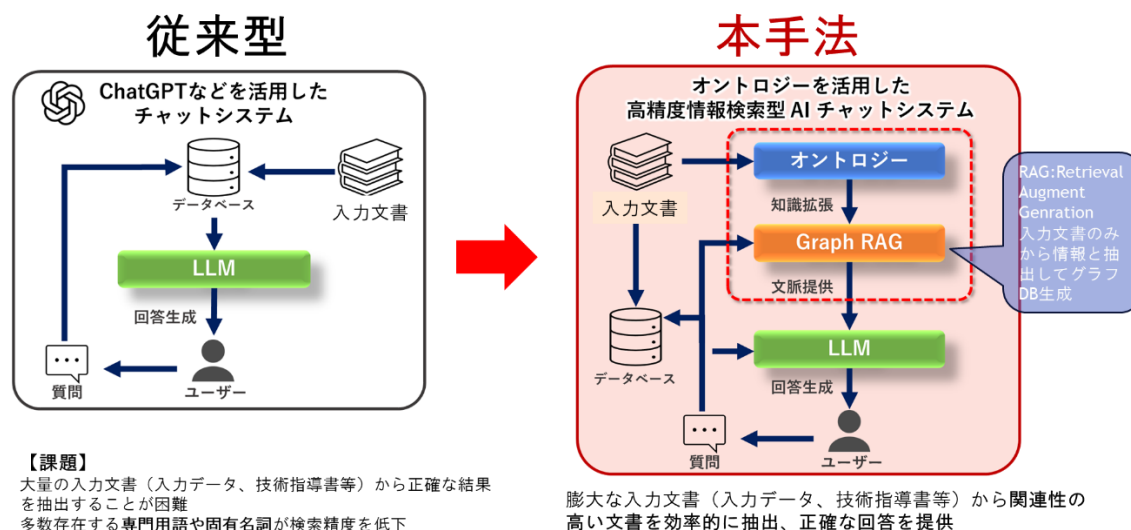 従来型
ChatGPTなどを活用した
チャットシステム
データベース
入力文書
LLM
回答生成
質問
ユーザー
【課題】
大量の入力文書（入力データ、技術指導書等）から正確な結果
を抽出することが困難
多数存在する専門用語や固有名詞が検索精度を低下
本手法
オントロジーを活用した
高精度情報検索型 AI チャットシステム
入力文書
オントロジー
知識拡張
Graph RAG
文脈提供
データベース
LLM
回答生成
質問
ユーザー
RAG:Retrieval
Augment
Genration
入力文書のみ
から情報と抽
出してグラフ
DB生成
膨大な入力文書（入力データ、技術指導書等）から関連性の
高い文書を効率的に抽出、正確な回答を提供